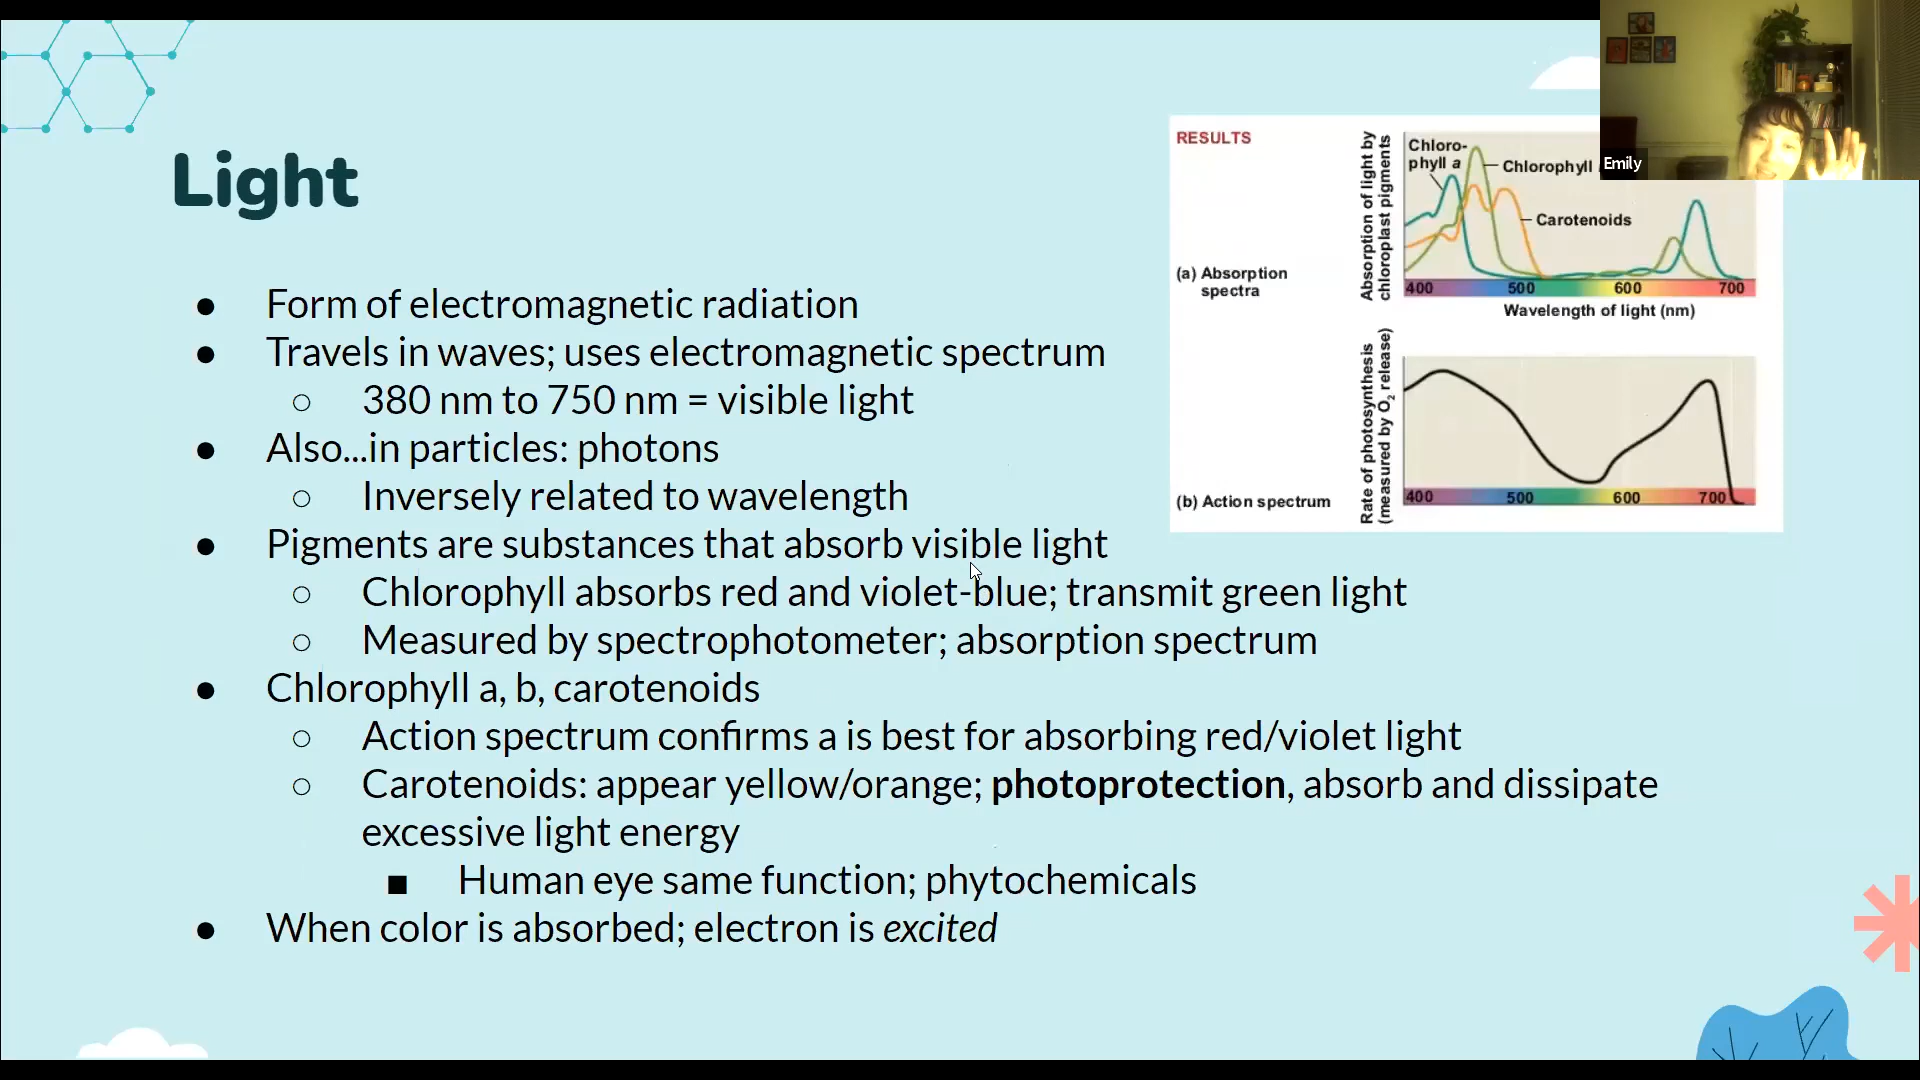 Light
● Form of electromagnetic radiation
● Travels in waves; uses electromagnetic spectrum
○ 380 nm to 750 nm = visible light
● Also...in particles: photons
○ Inversely related to wavelength
● Pigments are substances that absorb visible light
○ Chlorophyll absorbs red and violet-blue; transmit green light
○ Measured by spectrophotometer; absorption spectrum
● Chlorophyll a, b, carotenoids
○ Action spectrum confirms a is best for absorbing red/violet light
○ Carotenoids: appear yellow/orange; photoprotection, absorb and dissipate
excessive light energy
■ Human eye same function; phytochemicals
● When color is absorbed; electron is excited
RESULTS
(a) Absorption
spectra
Absorption of light by
chloroplast pigments
Chloro-
phyll a
Chlorophyll
Carotenoids
400 500 600 700
Wavelength of light (nm)
(b) Action spectrum
Rate of photosynthesis
(measured by O2 release)
400 500 600 700
Emily